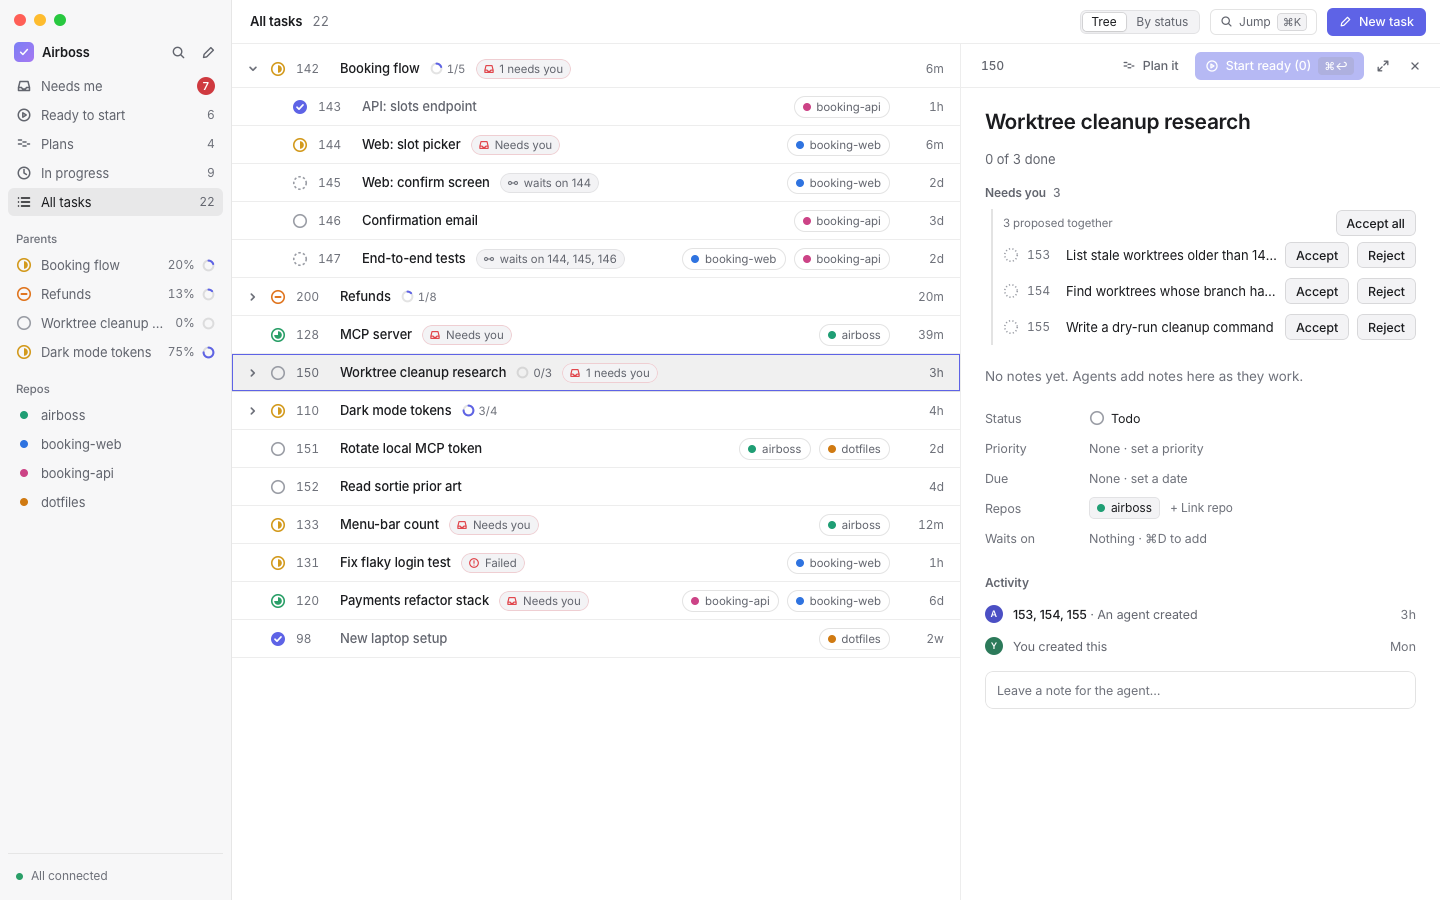 Airboss
Needs me 7
Ready to start 6
Plans 4
In progress 9
All tasks 22
Parents
Booking flow 20%
Refunds 13%
Worktree cleanup ... 0%
Dark mode tokens 75%
Repos
airboss
booking-web
booking-api
dotfiles
All connected
All tasks 22
Tree By status Jump ⌘K New task
142 Booking flow 1/5 1 needs you 6m
143 API: slots endpoint booking-api 1h
144 Web: slot picker Needs you booking-web 6m
145 Web: confirm screen waits on 144 booking-web 2d
146 Confirmation email booking-api 3d
147 End-to-end tests waits on 144, 145, 146 booking-web booking-api 2d
200 Refunds 1/8 20m
128 MCP server Needs you airboss 39m
150 Worktree cleanup research 0/3 1 needs you 3h
110 Dark mode tokens 3/4 4h
151 Rotate local MCP token airboss dotfiles 2d
152 Read sortie prior art 4d
133 Menu-bar count Needs you airboss 12m
131 Fix flaky login test Failed booking-web 1h
120 Payments refactor stack Needs you booking-api booking-web 6d
98 New laptop setup dotfiles 2w
150 Plan it Start ready (0) ⌘↩
Worktree cleanup research
0 of 3 done
Needs you 3
3 proposed together Accept all
153 List stale worktrees older than 14... Accept Reject
154 Find worktrees whose branch ha... Accept Reject
155 Write a dry-run cleanup command Accept Reject
No notes yet. Agents add notes here as they work.
Status Todo
Priority None · set a priority
Due None · set a date
Repos airboss + Link repo
Waits on Nothing · ⌘D to add
Activity
A 153, 154, 155 · An agent created 3h
Y You created this Mon
Leave a note for the agent...